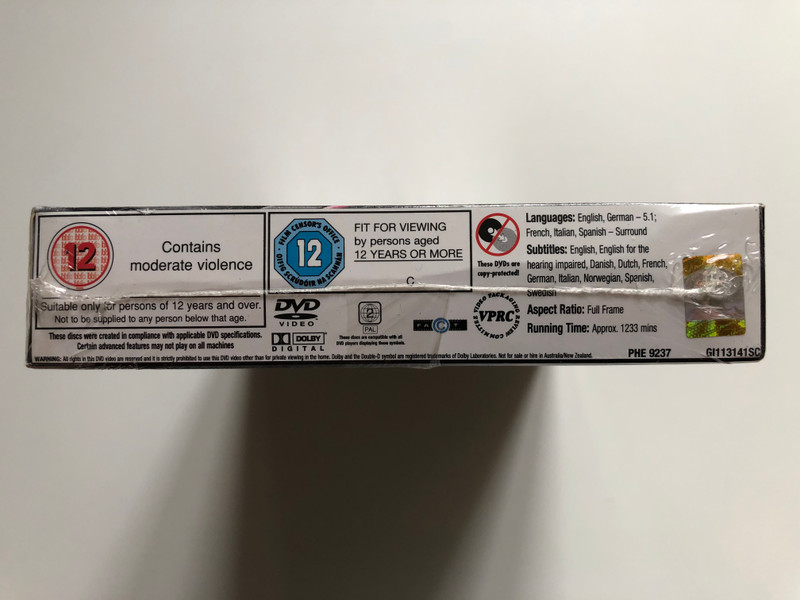 12
Contains
moderate violence
Suitable only for persons of 12 years and over.
Not to be supplied to any person below that age.
These discs were created in compliance with applicable DVD specifications.
Certain advanced features may not play on all machines
FILM CENSOR'S OFFICE
12
OIFIG SCRÚDÓIR NA SCANNÁN
FIT FOR VIEWING
by persons aged
12 YEARS OR MORE
C
DVD
VIDEO
DOLBY
DIGITAL
2
PAL
These discs are compatible with all
DVD players displaying these symbols.
FACT
These DVDs are
copy-protected!
VIDEO PACKAGING
VPRC
COMMITTEE
Languages: English, German – 5.1;
French, Italian, Spanish – Surround
Subtitles: English, English for the
hearing impaired, Danish, Dutch, French,
German, Italian, Norwegian, Spanish,
Swedish
Aspect Ratio: Full Frame
Running Time: Approx. 1233 mins
WARNING: All rights in this DVD video are reserved and it is strictly prohibited to use this DVD video other than for private viewing in the home. Dolby and the Double-D symbol are registered trademarks of Dolby Laboratories. Not for sale or hire in Australia/New Zealand.
PHE 9237
GI113141SC